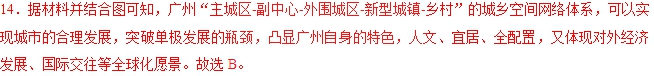 14．据材料并结合图可知，广州“主城区-副中心-外围城区-新型城镇-乡村”的城乡空间网络体系，可以实
现城市的合理发展，突破单极发展的瓶颈，凸显广州自身的特色，人文、宜居、全配置，又体现对外经济
发展、国际交往等全球化愿景。故选 B。